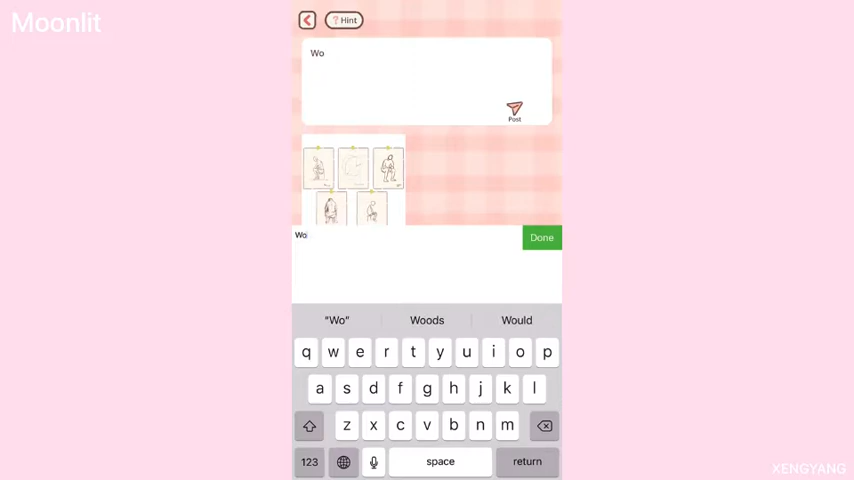 Moonlit
? Hint
Wo
Post
Wo
Done
"Wo" Woods Would
q w e r t y u i o p
a s d f g h j k l
z x c v b n m
123 space return
XENGYANG